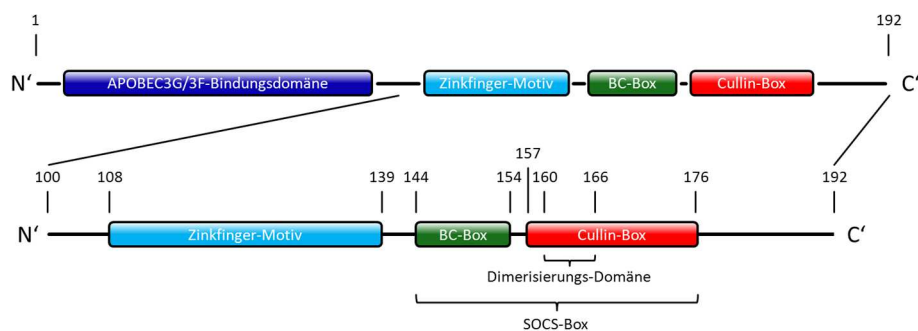 1 192
N‘ APOBEC3G/3F-Bindungsdomäne Zinkfinger-Motiv BC-Box Cullin-Box C‘
100 108 139 144 154 157 160 166 176 192
N‘ Zinkfinger-Motiv BC-Box Cullin-Box C‘
Dimerisierungs-Domäne
SOCS-Box